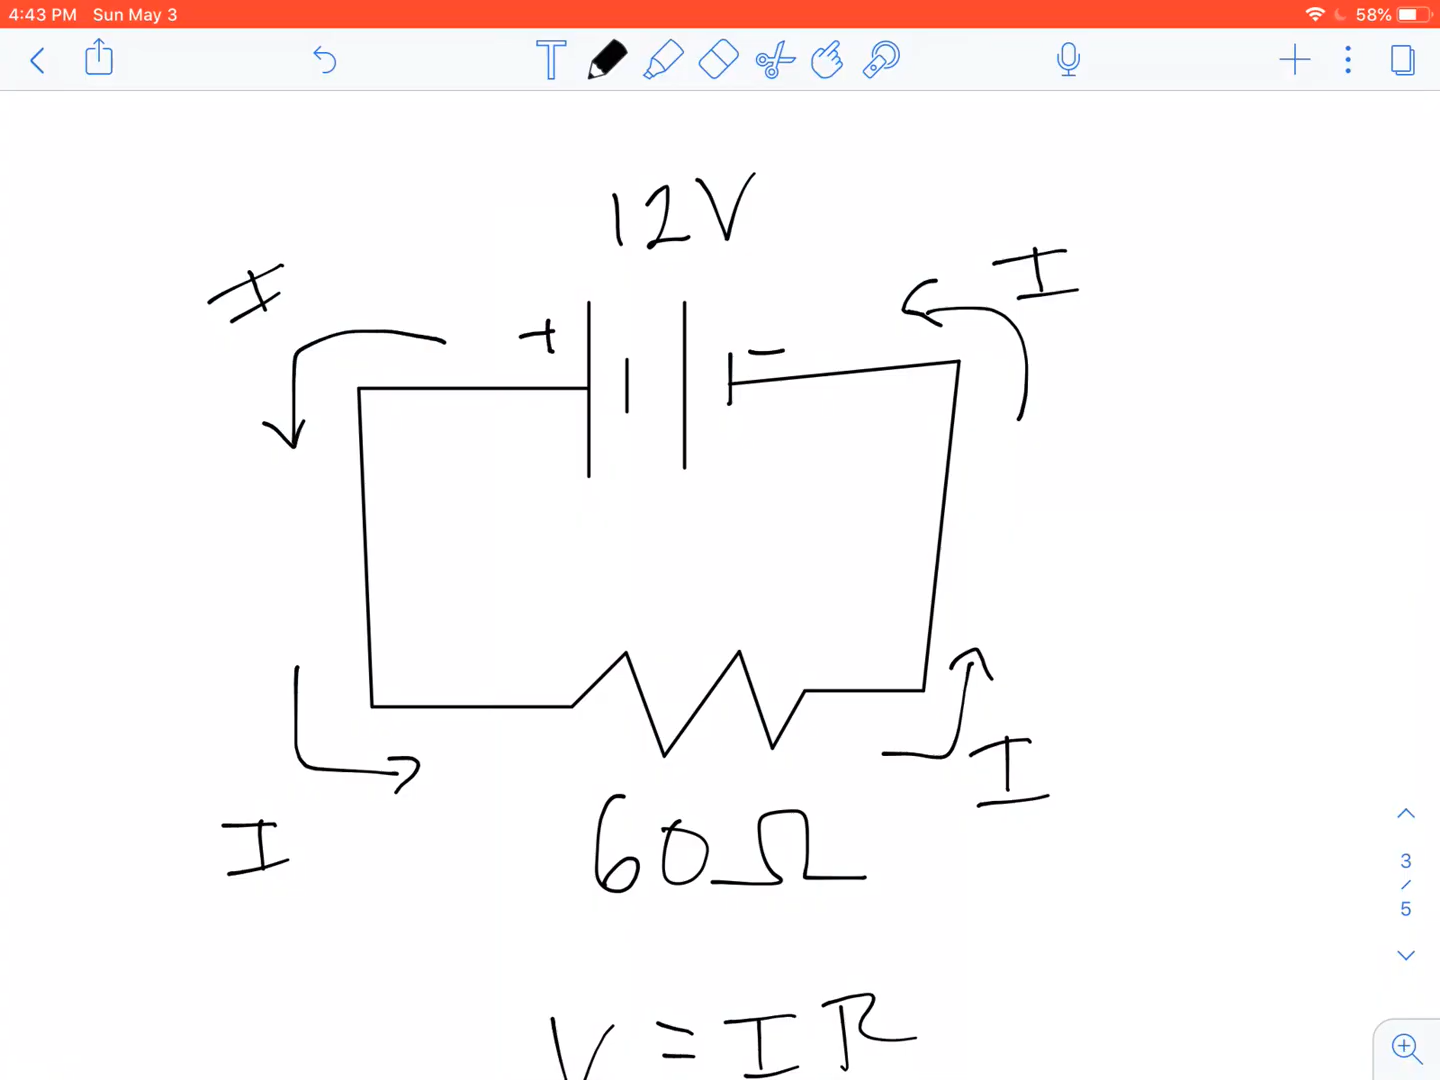 4:43 PM Sun May 3
58%
T
12V
I
I
+
−
I
I
60Ω
V = IR
3
/
5